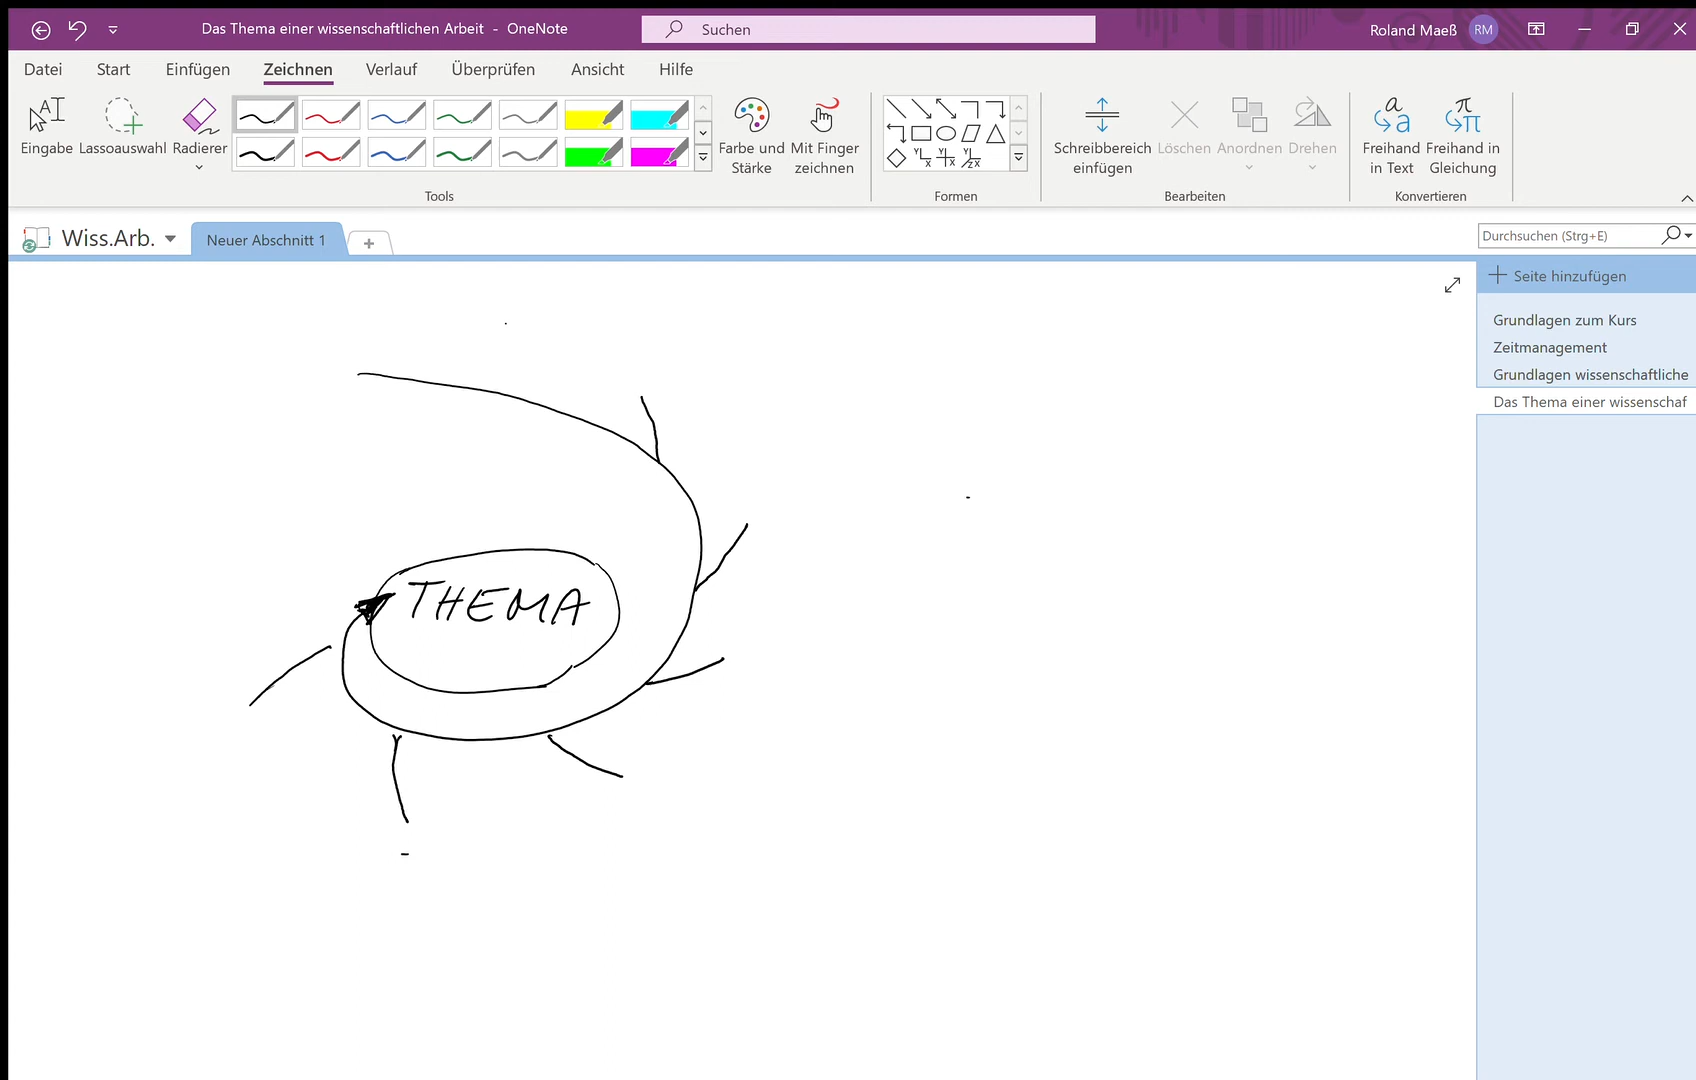 Das Thema einer wissenschaftlichen Arbeit - OneNote
Suchen
Roland Maeß RM
Datei Start Einfügen Zeichnen Verlauf Überprüfen Ansicht Hilfe
Eingabe Lassoauswahl Radierer
Farbe und Stärke
Mit Finger zeichnen
Schreibbereich einfügen
Löschen Anordnen Drehen
Freihand in Text
Freihand in Gleichung
Tools Formen Bearbeiten Konvertieren
Wiss.Arb.
Neuer Abschnitt 1
Durchsuchen (Strg+E)
Seite hinzufügen
Grundlagen zum Kurs
Zeitmanagement
Grundlagen wissenschaftliche
Das Thema einer wissenschaf
THEMA